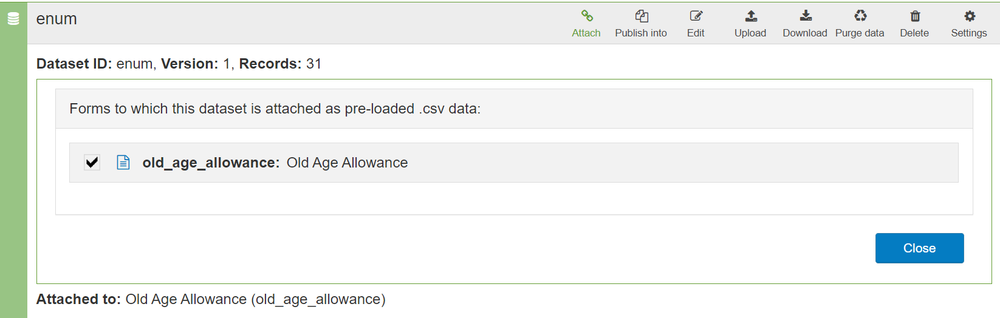 enum
Attach Publish into Edit Upload Download Purge data Delete Settings
Dataset ID: enum, Version: 1, Records: 31
Forms to which this dataset is attached as pre-loaded .csv data:
old_age_allowance: Old Age Allowance
Close
Attached to: Old Age Allowance (old_age_allowance)